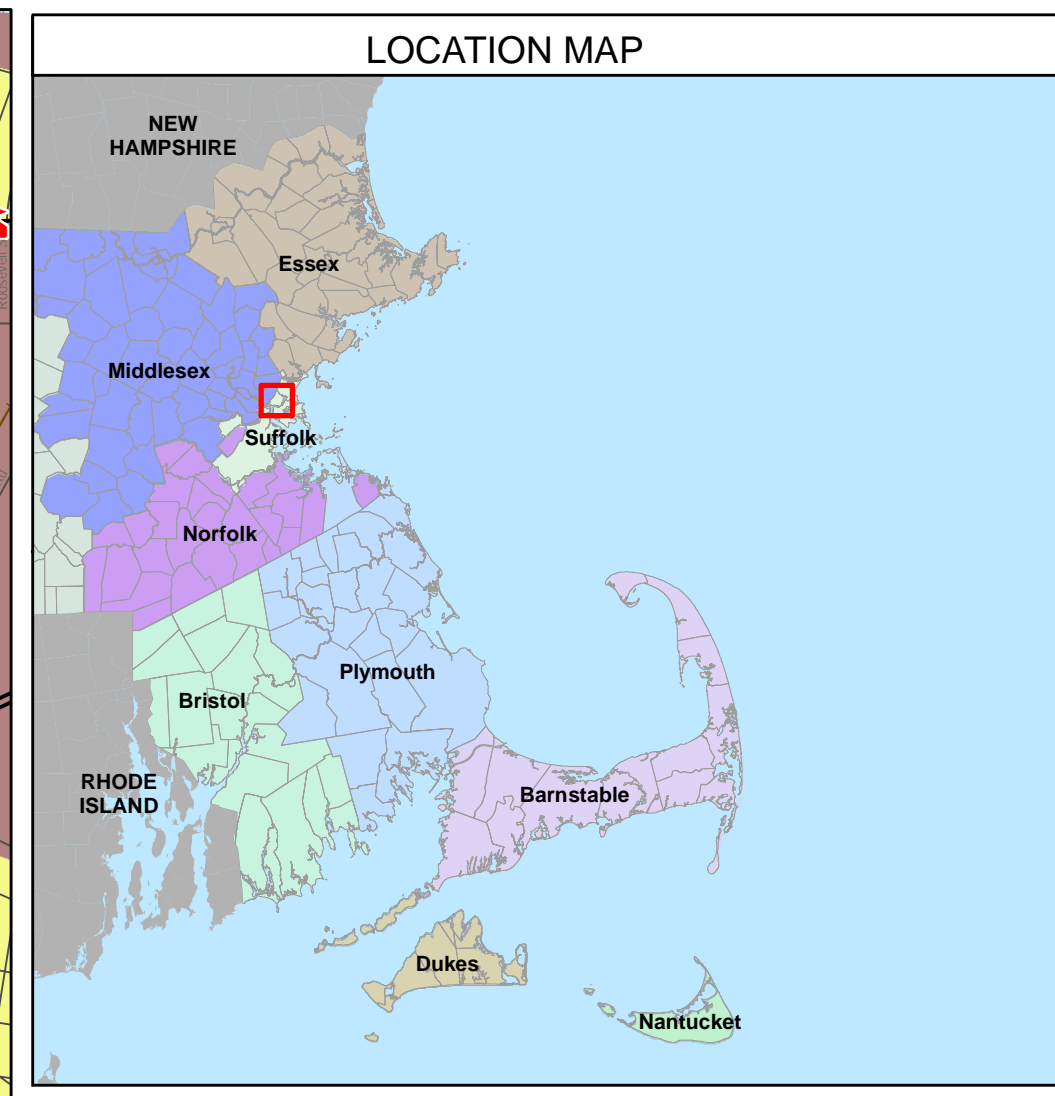 LOCATION MAP
NEW
HAMPSHIRE
Essex
Middlesex
Suffolk
Norfolk
Plymouth
Bristol
RHODE
ISLAND
Barnstable
Dukes
Nantucket